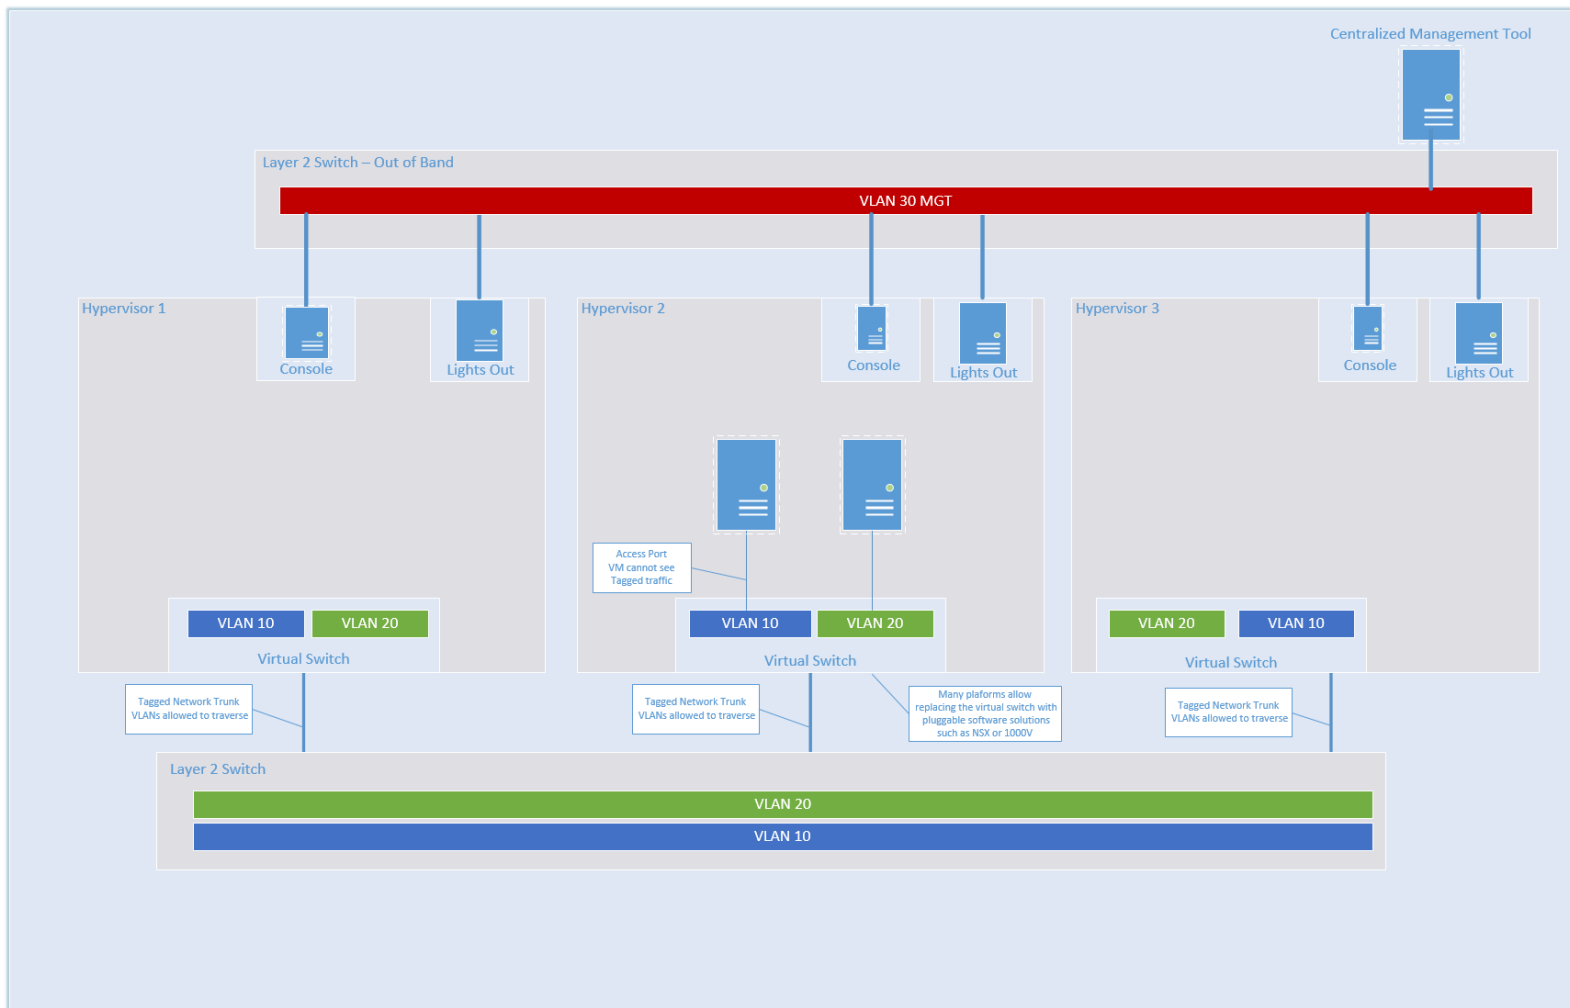 Centralized Management Tool
Layer 2 Switch – Out of Band
VLAN 30 MGT
Hypervisor 1
Console
Lights Out
Hypervisor 2
Console
Lights Out
Hypervisor 3
Console
Lights Out
Access Port
VM cannot see
Tagged traffic
VLAN 10
VLAN 20
Virtual Switch
VLAN 10
VLAN 20
Virtual Switch
VLAN 20
VLAN 10
Virtual Switch
Tagged Network Trunk
VLANs allowed to traverse
Tagged Network Trunk
VLANs allowed to traverse
Many plaforms allow
replacing the virtual switch with
pluggable software solutions
such as NSX or 1000V
Tagged Network Trunk
VLANs allowed to traverse
Layer 2 Switch
VLAN 20
VLAN 10